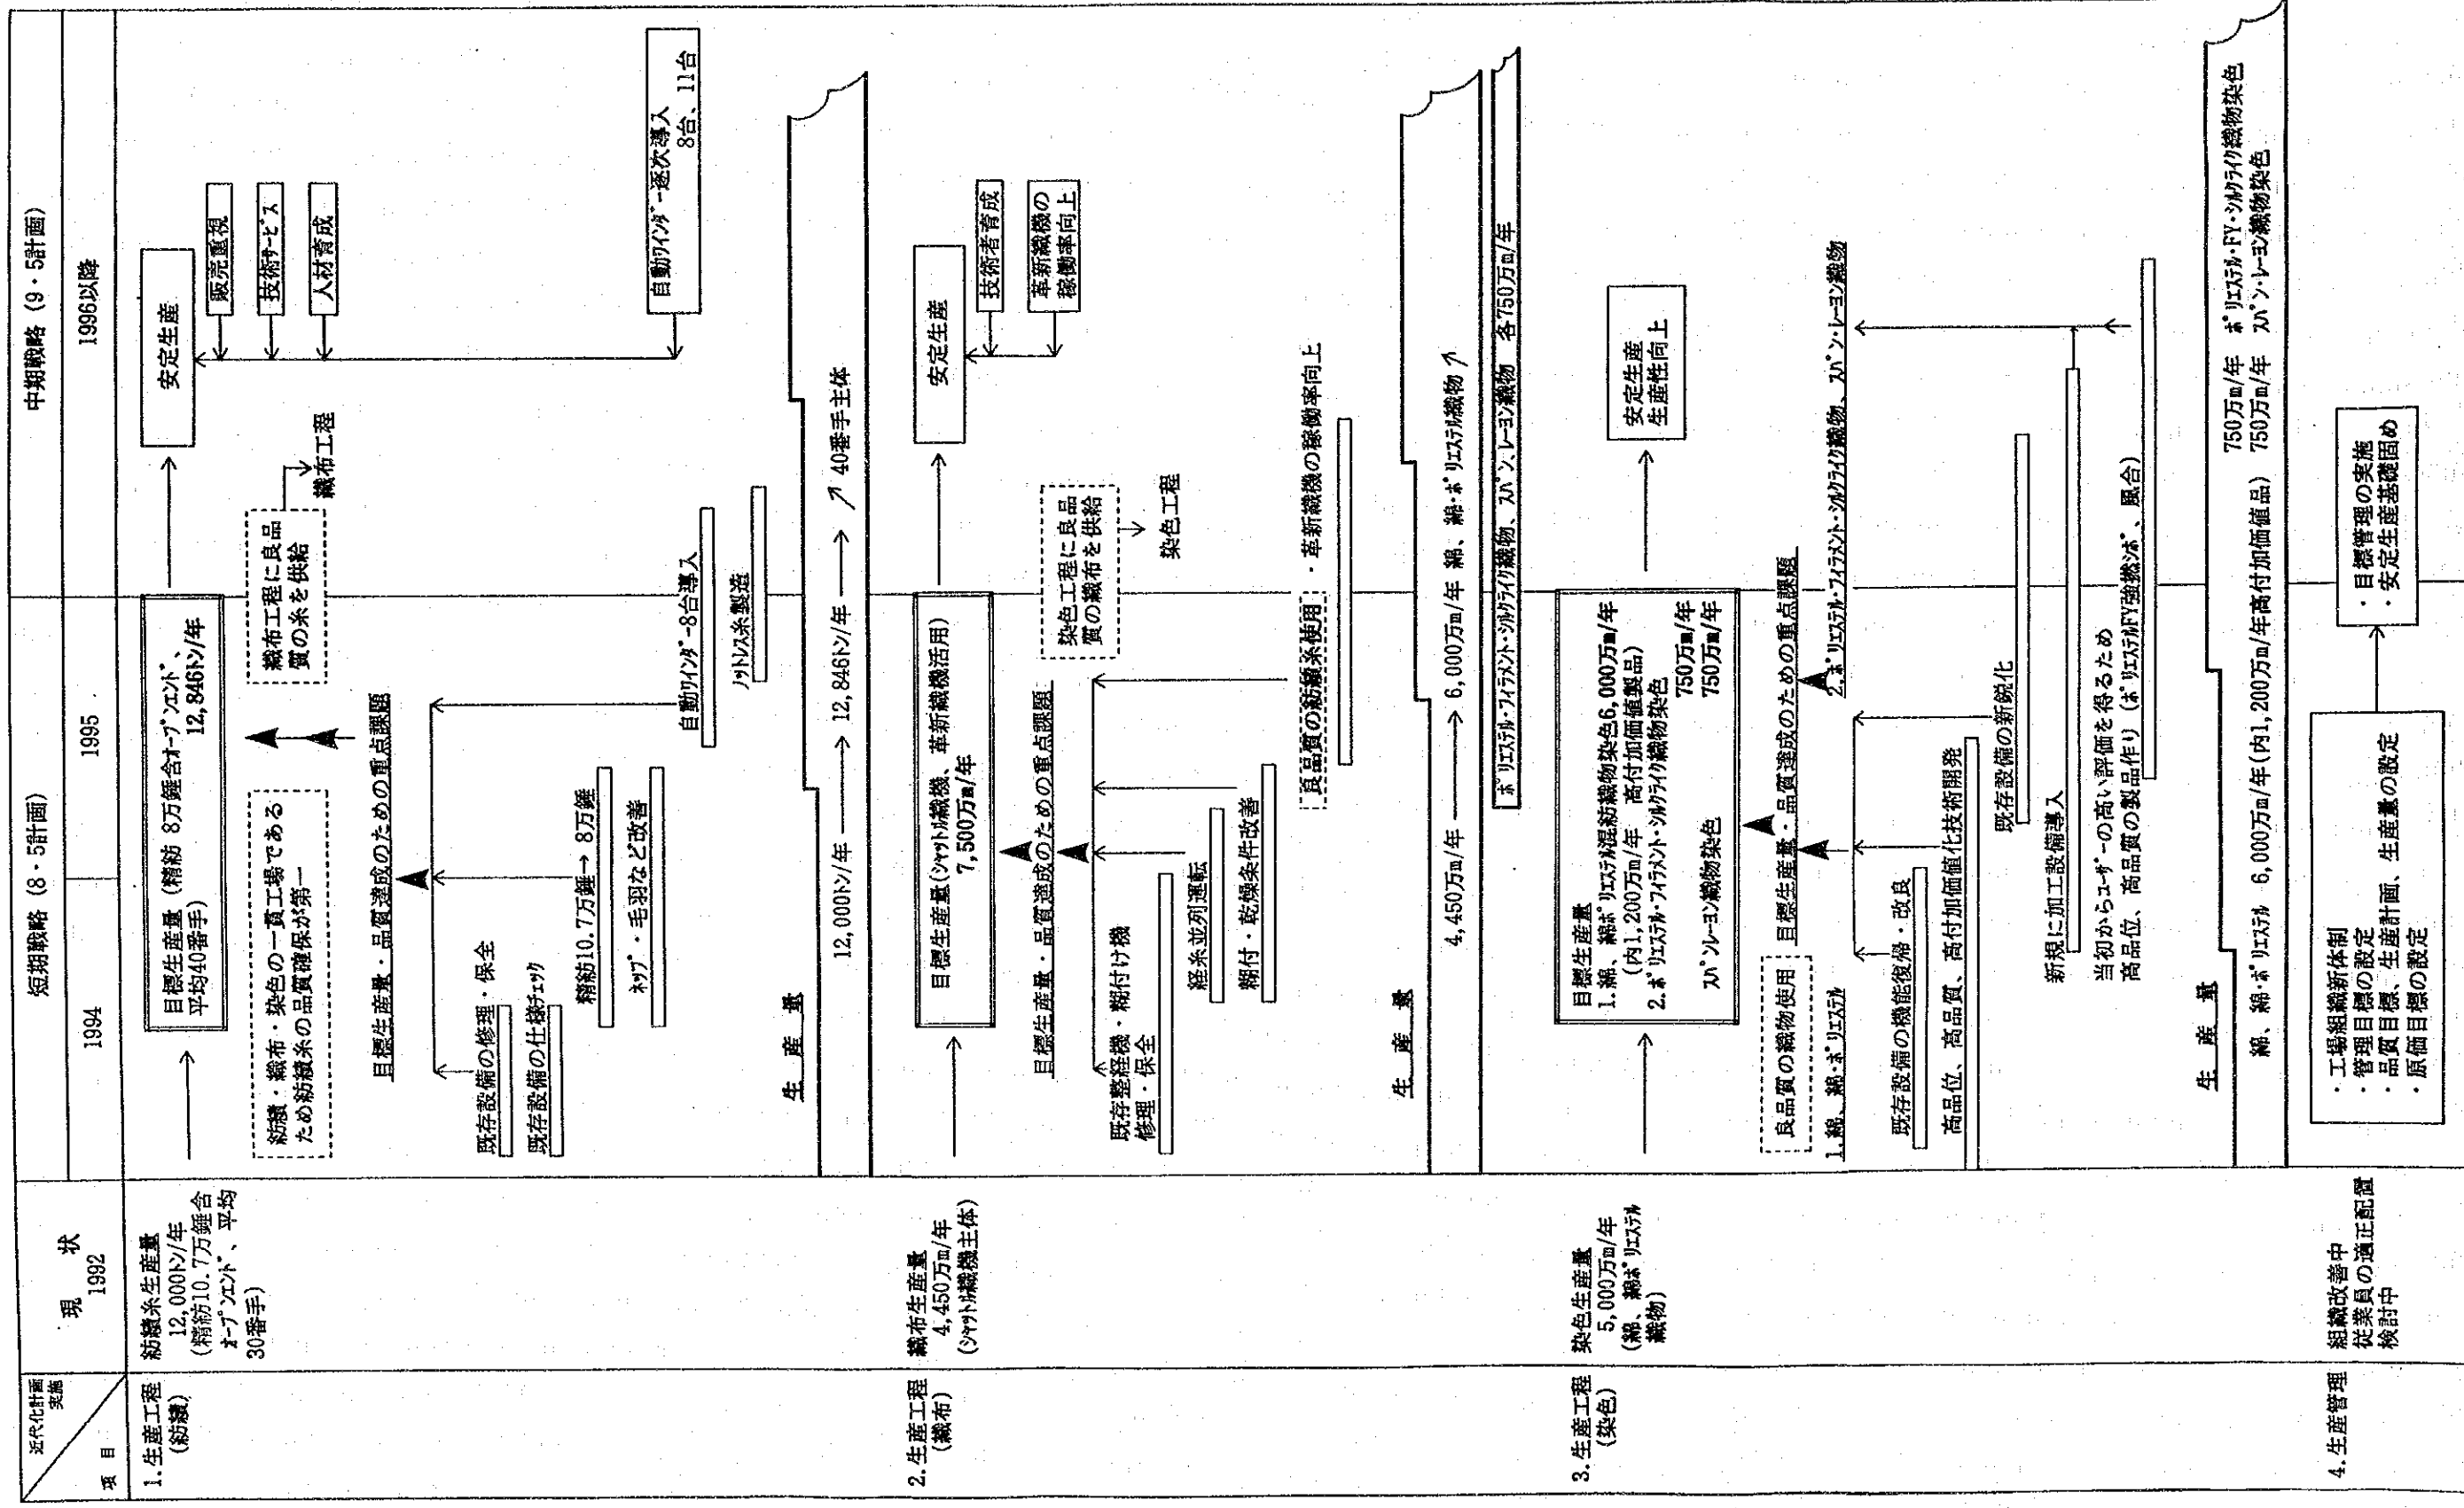 近代化計画
実施
項 目
現 状
1992
短期戦略 (8・5計画)
1994
1995
中期戦略 (9・5計画)
1996以降
1.生産工程
(紡績)
紡績糸生産量
12,000トン/年
(精紡10.7万錘含
オープンエンド、平均
30番手)
目標生産量 (精紡 8万錘含オープンエンド、
平均40番手) 12,846トン/年
安定生産
販売重視
技術サービス
人材育成
紡績・織布・染色の一貫工場である
ため紡績糸の品質確保が第一
織布工程に良品
質の糸を供給
織布工程
目標生産量・品質達成のための重点課題
既存設備の修理・保全
既存設備の仕様チェック
精紡10.7万錘→ 8万錘
ネップ・毛羽など改善
自動ワインダー8台導入
ノットレス糸製造
自動ワインダー逐次導入
8台、11台
生 産 量
12,000トン/年 → 12,846トン/年 → ↗ 40番手主体
2.生産工程
(織布)
織布生産量
4,450万m/年
(シャットル織機主体)
目標生産量(シャットル織機、革新織機活用)
7,500万m/年
安定生産
技術者育成
革新織機の
稼働率向上
目標生産量・品質達成のための重点課題
染色工程に良品
質の織布を供給
染色工程
既存整経機・糊付け機
修理・保全
経糸並列運転
糊付・乾燥条件改善
良品質の紡績糸使用
・革新織機の稼働率向上
生 産 量
4,450万m/年 → 6,000万m/年 綿、綿・ポリエステル織物 ↗
ポリエステル・フィラメント・シルクライク織物、スパン、レーヨン織物 各750万m/年
3.生産工程
(染色)
染色生産量
5,000万m/年
(綿、綿ポリエステル
織物)
目標生産量
1.綿、綿ポリエステル混紡織物染色6,000万m/年
(内1,200万m/年 高付加価値製品)
2.ポリエステル・フィラメント・シルクライク織物染色
750万m/年
スパンレーヨン織物染色 750万m/年
安定生産
生産性向上
良品質の織物使用
目標生産量・品質達成のための重点課題
1.綿、綿・ポリエステル
2.ポリエステル・フィラメント・シルクライク織物、スパン・レーヨン織物
既存設備の機能復帰・改良
高品位、高品質、高付加価値化技術開発
既存設備の新鋭化
新規に加工設備導入
当初からユーザーの高い評価を得るため
高品位、高品質の製品作り (ポリエステルFY強撚シボ、風合)
生 産 量
綿、綿・ポリエステル 6,000万m/年(内1,200万m/年高付加価値品)
750万m/年 ポリエステル・FY・シルクライク織物染色
750万m/年 スパン・レーヨン織物染色
4.生産管理
組織改善中
従業員の適正配置
検討中
・工場組織新体制
・管理目標の設定
・品質目標、生産計画、生産量の設定
・原価目標の設定
・目標管理の実施
・安定生産基礎固め